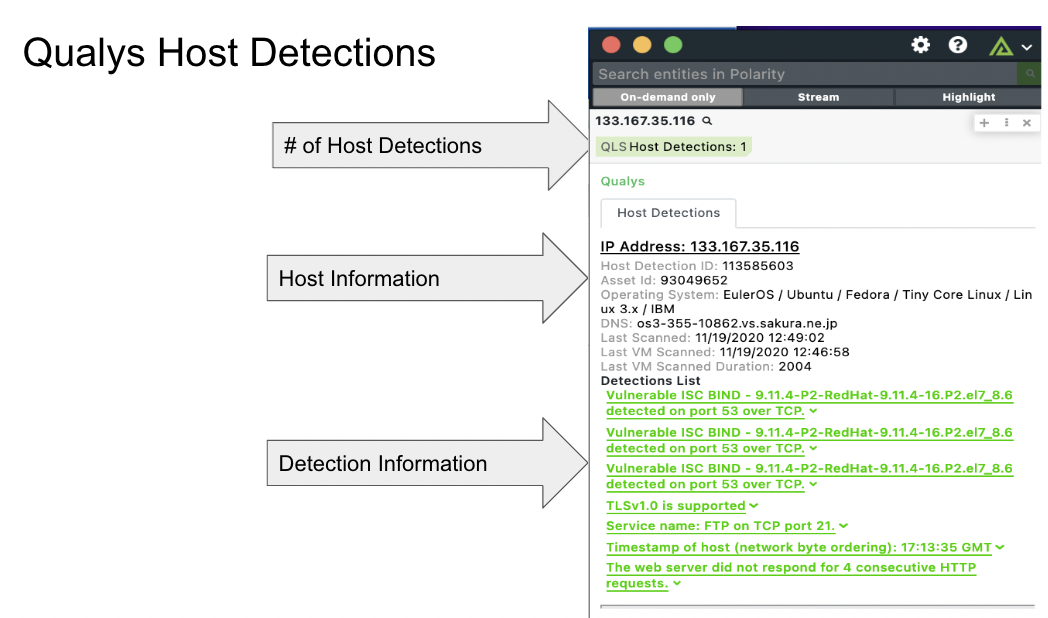 Qualys Host Detections
# of Host Detections
Host Information
Detection Information
Search entities in Polarity
On-demand only Stream Highlight
133.167.35.116
QLS Host Detections: 1
Qualys
Host Detections
IP Address: 133.167.35.116
Host Detection ID: 113585603
Asset Id: 93049652
Operating System: EulerOS / Ubuntu / Fedora / Tiny Core Linux / Lin
ux 3.x / IBM
DNS: os3-355-10862.vs.sakura.ne.jp
Last Scanned: 11/19/2020 12:49:02
Last VM Scanned: 11/19/2020 12:46:58
Last VM Scanned Duration: 2004
Detections List
Vulnerable ISC BIND - 9.11.4-P2-RedHat-9.11.4-16.P2.el7_8.6
detected on port 53 over TCP.
Vulnerable ISC BIND - 9.11.4-P2-RedHat-9.11.4-16.P2.el7_8.6
detected on port 53 over TCP.
Vulnerable ISC BIND - 9.11.4-P2-RedHat-9.11.4-16.P2.el7_8.6
detected on port 53 over TCP.
TLSv1.0 is supported
Service name: FTP on TCP port 21.
Timestamp of host (network byte ordering): 17:13:35 GMT
The web server did not respond for 4 consecutive HTTP
requests.